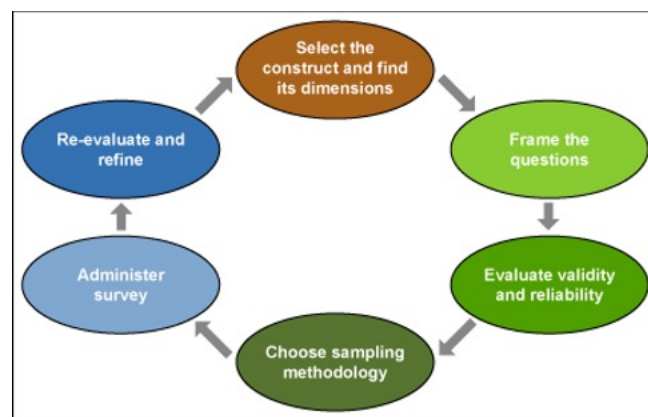 Select the
construct and find
its dimensions
Frame the
questions
Evaluate validity
and reliability
Choose sampling
methodology
Administer
survey
Re-evaluate and
refine